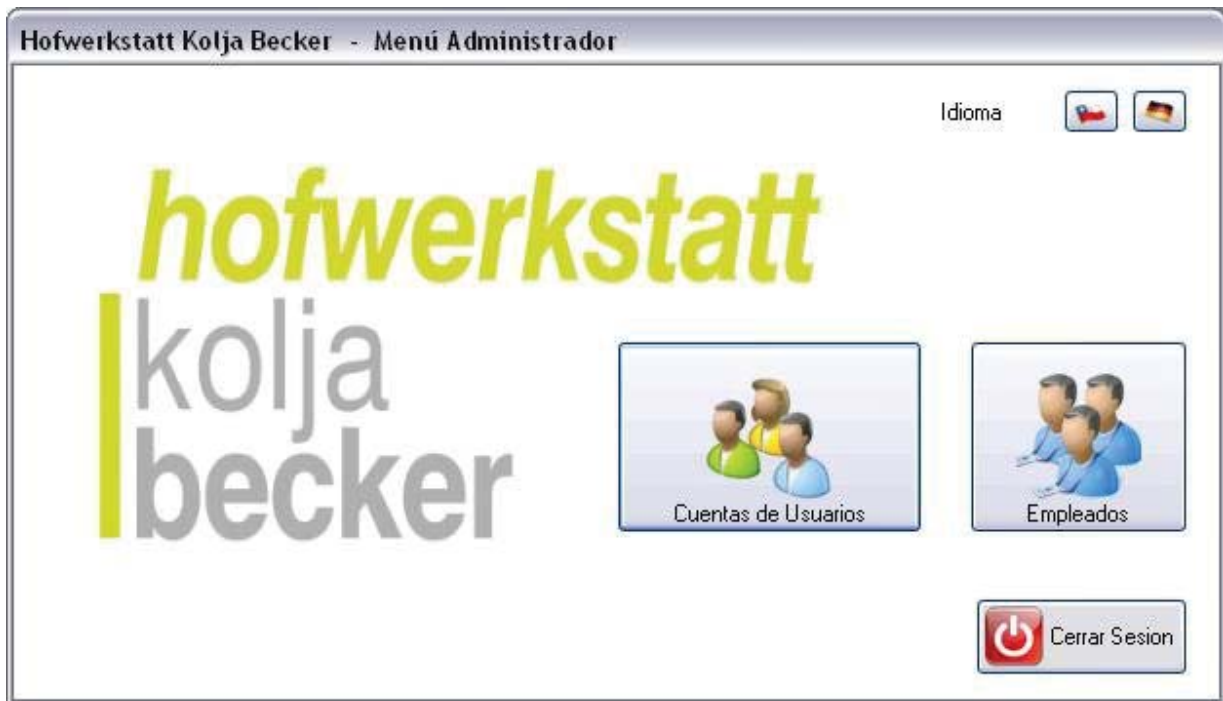 Hofwerkstatt Kolja Becker - Menú Administrador
Idioma
hofwerkstatt
kolja
becker
Cuentas de Usuarios
Empleados
Cerrar Sesion